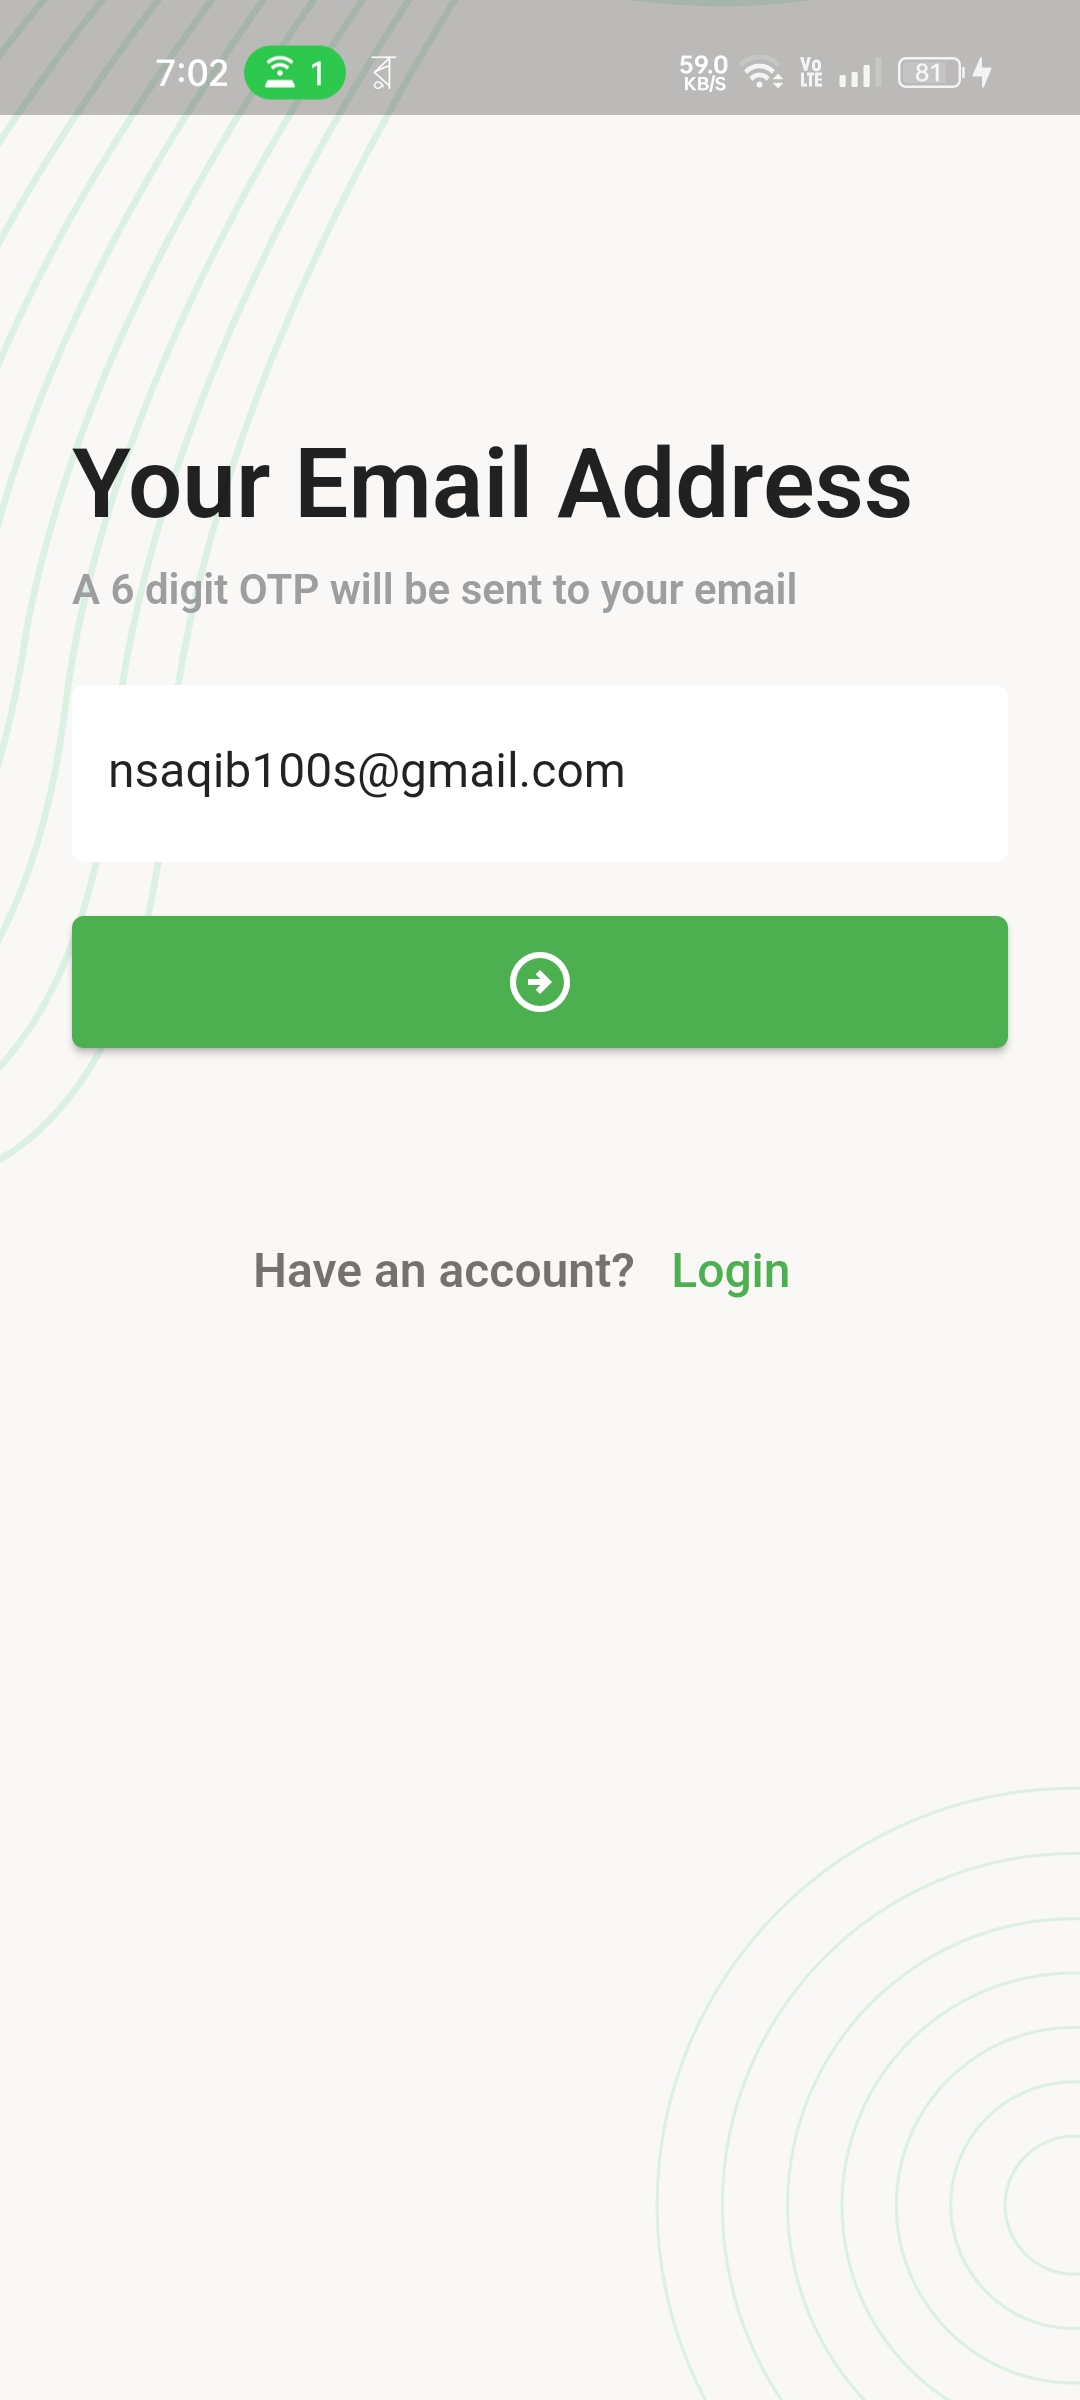 7:02 1 59.0 KB/S Vo LTE 81
Your Email Address
A 6 digit OTP will be sent to your email
nsaqib100s@gmail.com
Have an account? Login